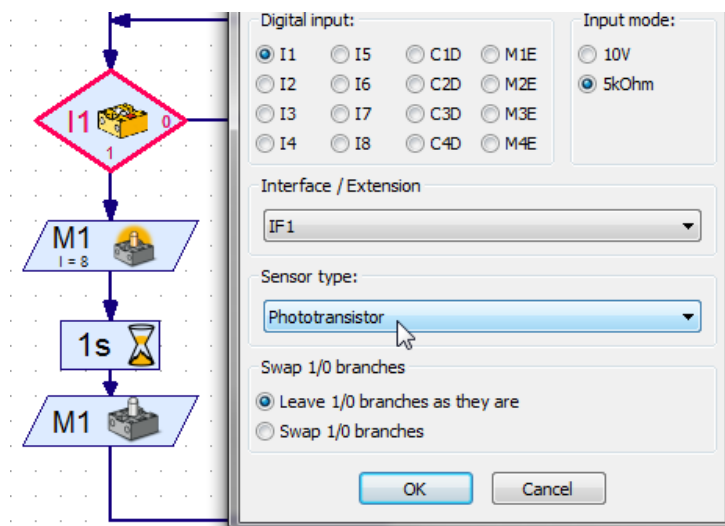 I1
0
1
M1
I = 8
1s
M1
Digital input:
I1 I5 C1D M1E
I2 I6 C2D M2E
I3 I7 C3D M3E
I4 I8 C4D M4E
Input mode:
10V
5kOhm
Interface / Extension
IF1
Sensor type:
Phototransistor
Swap 1/0 branches
Leave 1/0 branches as they are
Swap 1/0 branches
OK Cancel